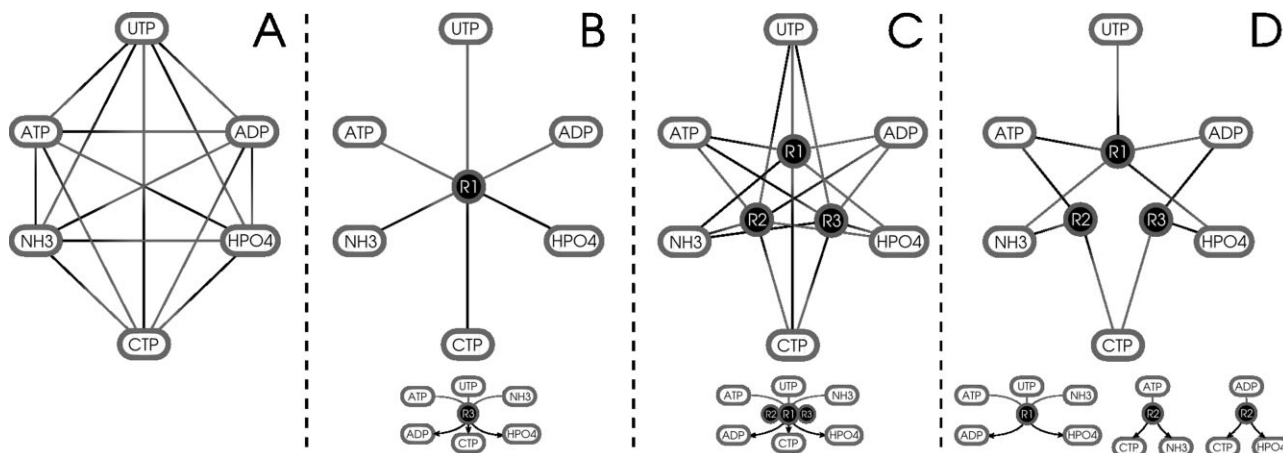 A
UTP
ATP
ADP
NH3
HPO4
CTP
B
UTP
ATP
ADP
R1
NH3
HPO4
CTP
ATP
UTP
NH3
R3
ADP
CTP
HPO4
C
UTP
ATP
ADP
R1
R2
R3
NH3
HPO4
CTP
ATP
UTP
NH3
R2
R1
R3
ADP
CTP
HPO4
D
UTP
ATP
ADP
R1
R2
R3
NH3
HPO4
CTP
ATP
UTP
NH3
R1
ADP
HPO4
ATP
R2
CTP
NH3
ADP
R2
CTP
HPO4